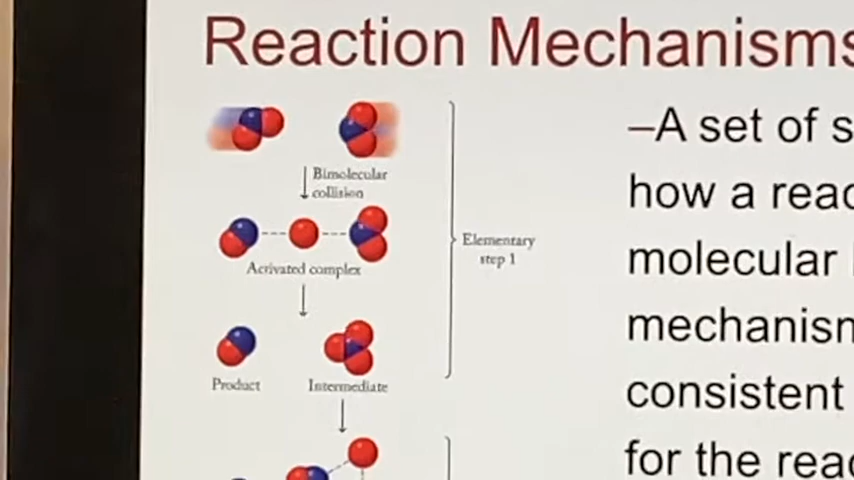 Reaction Mechanisms
Bimolecular
collision
Activated complex
Elementary
step 1
Product
Intermediate
–A set of s
how a reac
molecular
mechanism
consistent
for the reac